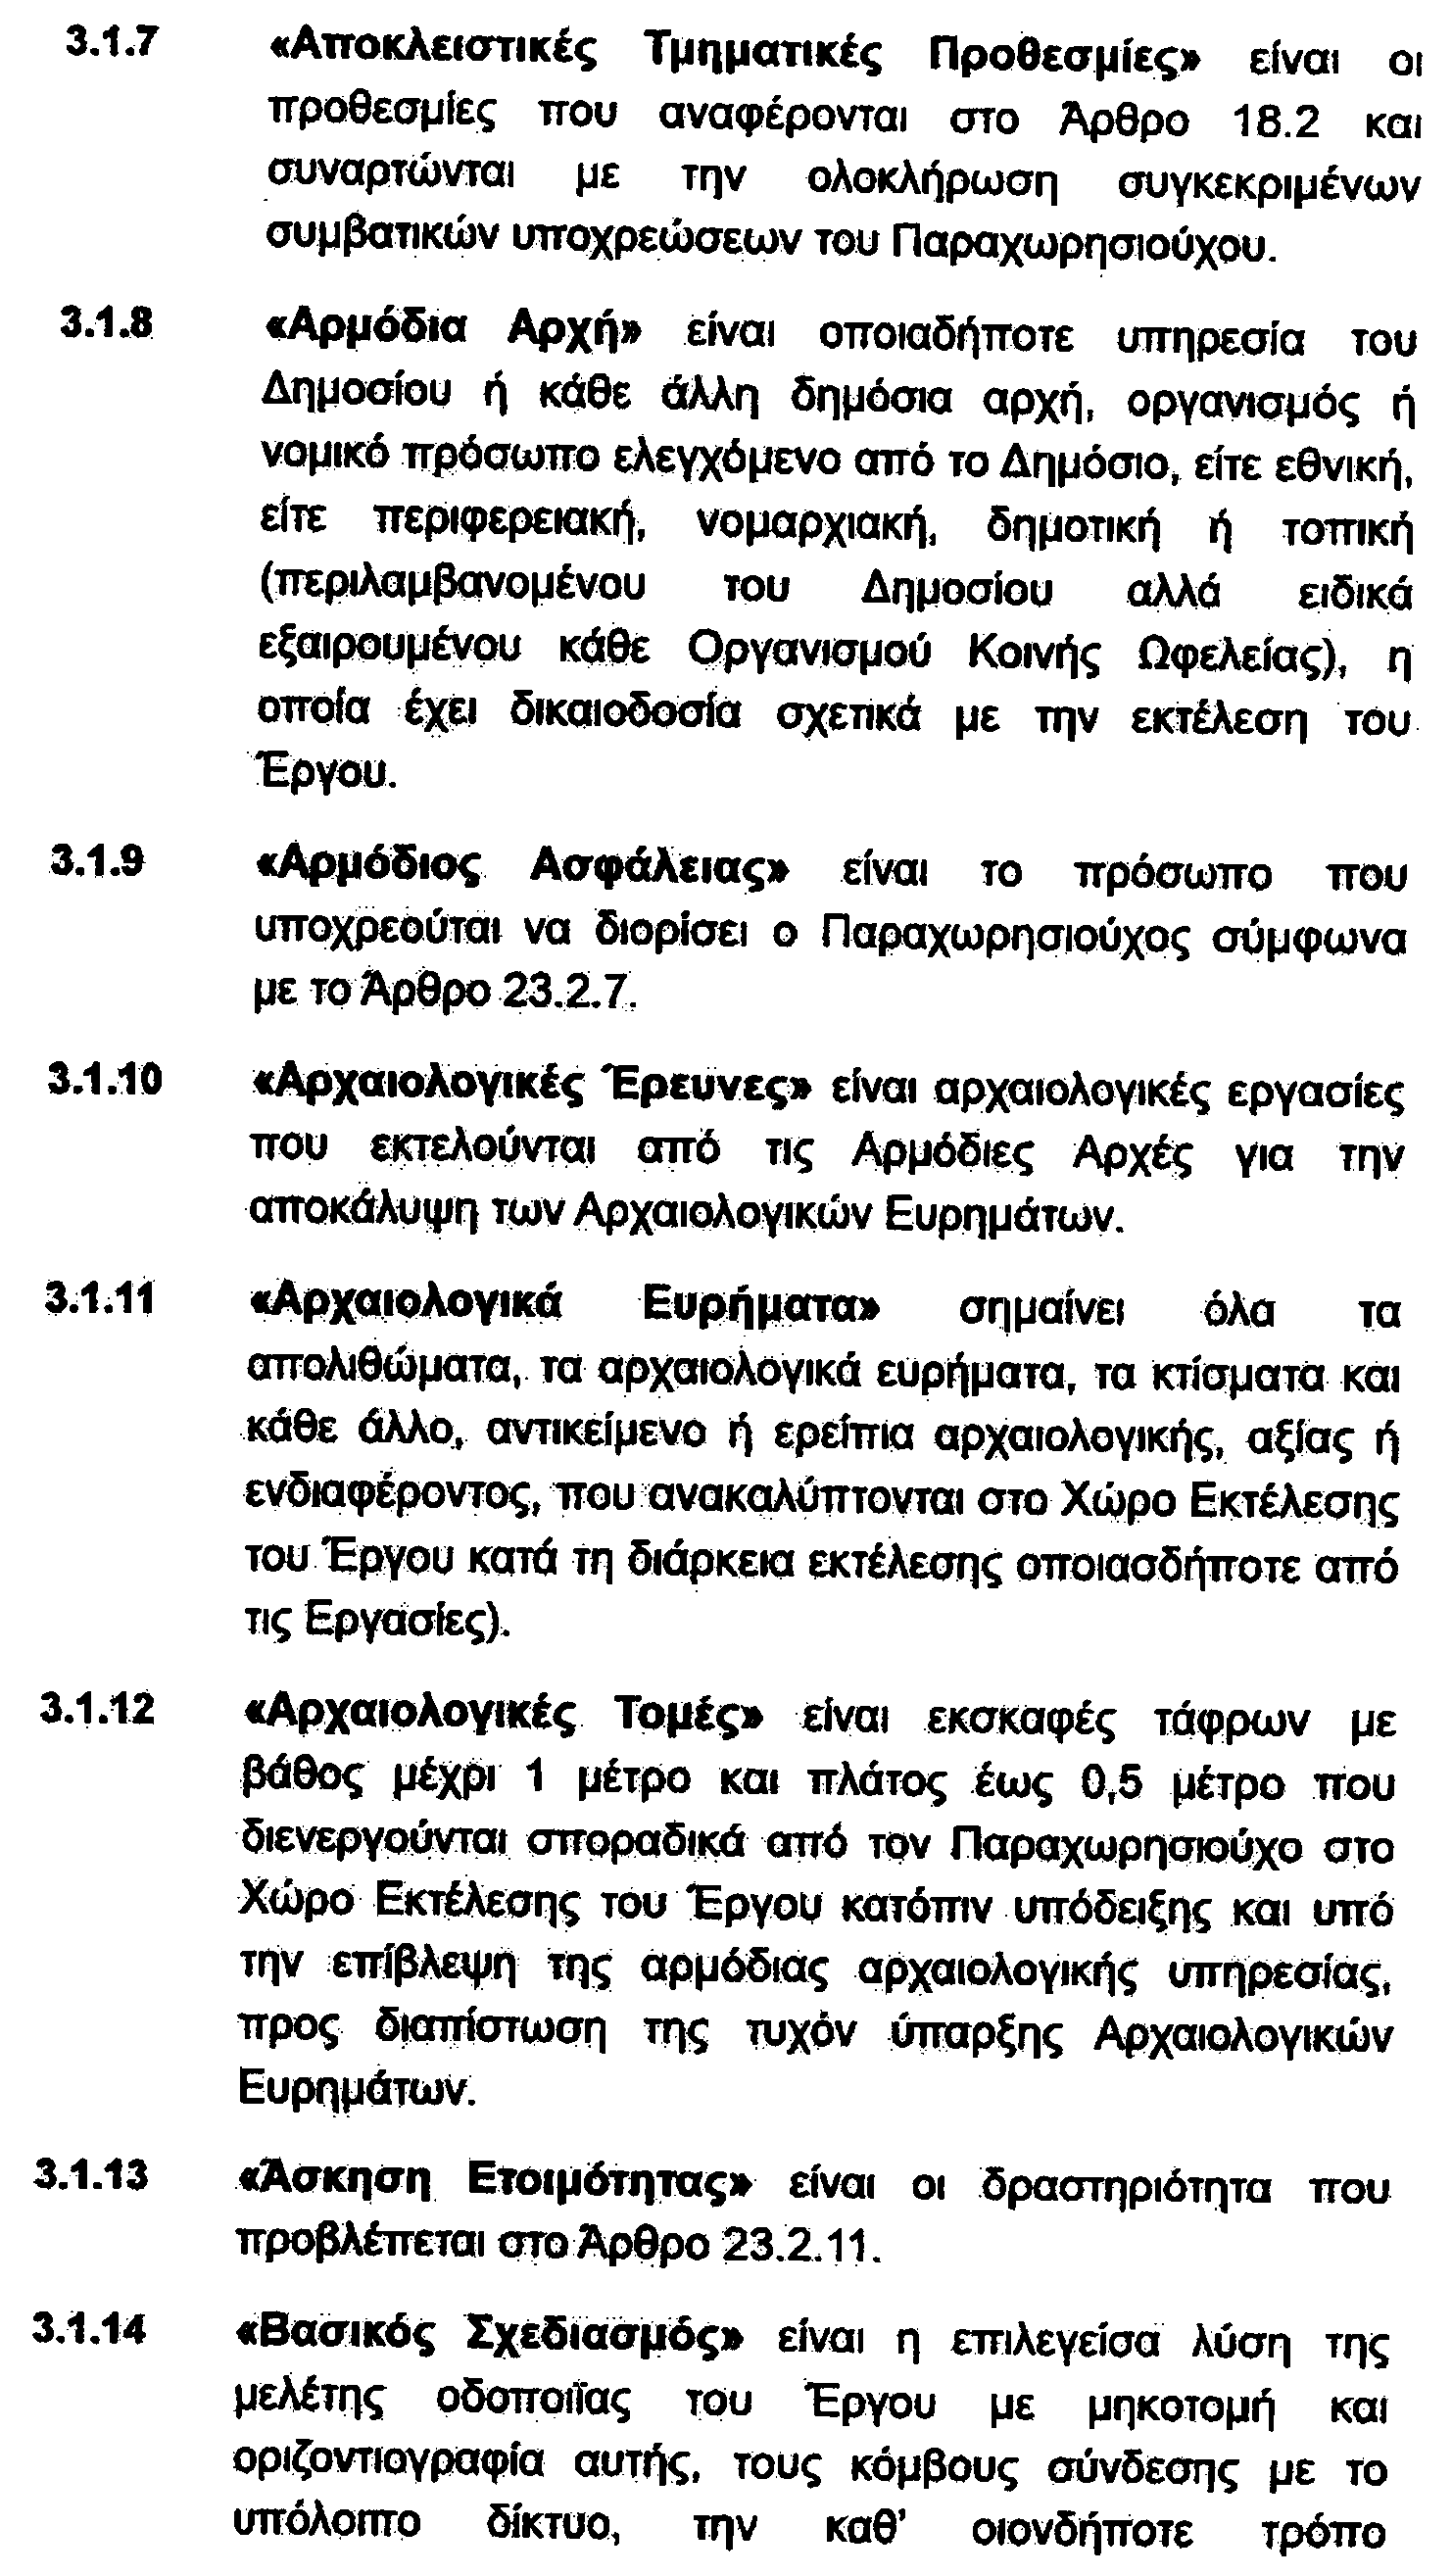 3.1.7 «Αποκλειστικές Τμηματικές Προθεσμίες» είναι οι
προθεσμίες που αναφέρονται στο Άρθρο 18.2 και
συναρτώνται με την ολοκλήρωση συγκεκριμένων
συμβατικών υποχρεώσεων του Παραχωρησιούχου.
3.1.8 «Αρμόδια Αρχή» είναι οποιαδήποτε υπηρεσία του
Δημοσίου ή κάθε άλλη δημόσια αρχή, οργανισμός ή
νομικό πρόσωπο ελεγχόμενο από το Δημόσιο, είτε εθνική,
είτε περιφερειακή, νομαρχιακή, δημοτική ή τοπική
(περιλαμβανομένου του Δημοσίου αλλά ειδικά
εξαιρουμένου κάθε Οργανισμού Κοινής Ωφελείας), η
οποία έχει δικαιοδοσία σχετικά με την εκτέλεση του
Έργου.
3.1.9 «Αρμόδιος Ασφάλειας» είναι το πρόσωπο που
υποχρεούται να διορίσει ο Παραχωρησιούχος σύμφωνα
με το Άρθρο 23.2.7.
3.1.10 «Αρχαιολογικές Έρευνες» είναι αρχαιολογικές εργασίες
που εκτελούνται από τις Αρμόδιες Αρχές για την
αποκάλυψη των Αρχαιολογικών Ευρημάτων.
3.1.11 «Αρχαιολογικά Ευρήματα» σημαίνει όλα τα
απολιθώματα, τα αρχαιολογικά ευρήματα, τα κτίσματα και
κάθε άλλο, αντικείμενο ή ερείπια αρχαιολογικής, αξίας ή
ενδιαφέροντος, που ανακαλύπτονται στο Χώρο Εκτέλεσης
του Έργου κατά τη διάρκεια εκτέλεσης οποιασδήποτε από
τις Εργασίες).
3.1.12 «Αρχαιολογικές Τομές» είναι εκσκαφές τάφρων με
βάθος μέχρι 1 μέτρο και πλάτος έως 0,5 μέτρο που
διενεργούνται σποραδικά από τον Παραχωρησιούχο στο
Χώρο Εκτέλεσης του Έργου κατόπιν υπόδειξης και υπό
την επίβλεψη της αρμόδιας αρχαιολογικής υπηρεσίας,
προς διαπίστωση της τυχόν ύπαρξης Αρχαιολογικών
Ευρημάτων.
3.1.13 «Άσκηση Ετοιμότητας» είναι οι δραστηριότητα που
προβλέπεται στο Άρθρο 23.2.11.
3.1.14 «Βασικός Σχεδιασμός» είναι η επιλεγείσα λύση της
μελέτης οδοποιΐας του Έργου με μηκοτομή και
οριζοντιογραφία αυτής, τους κόμβους σύνδεσης με το
υπόλοιπο δίκτυο, την καθ' οιονδήποτε τρόπο